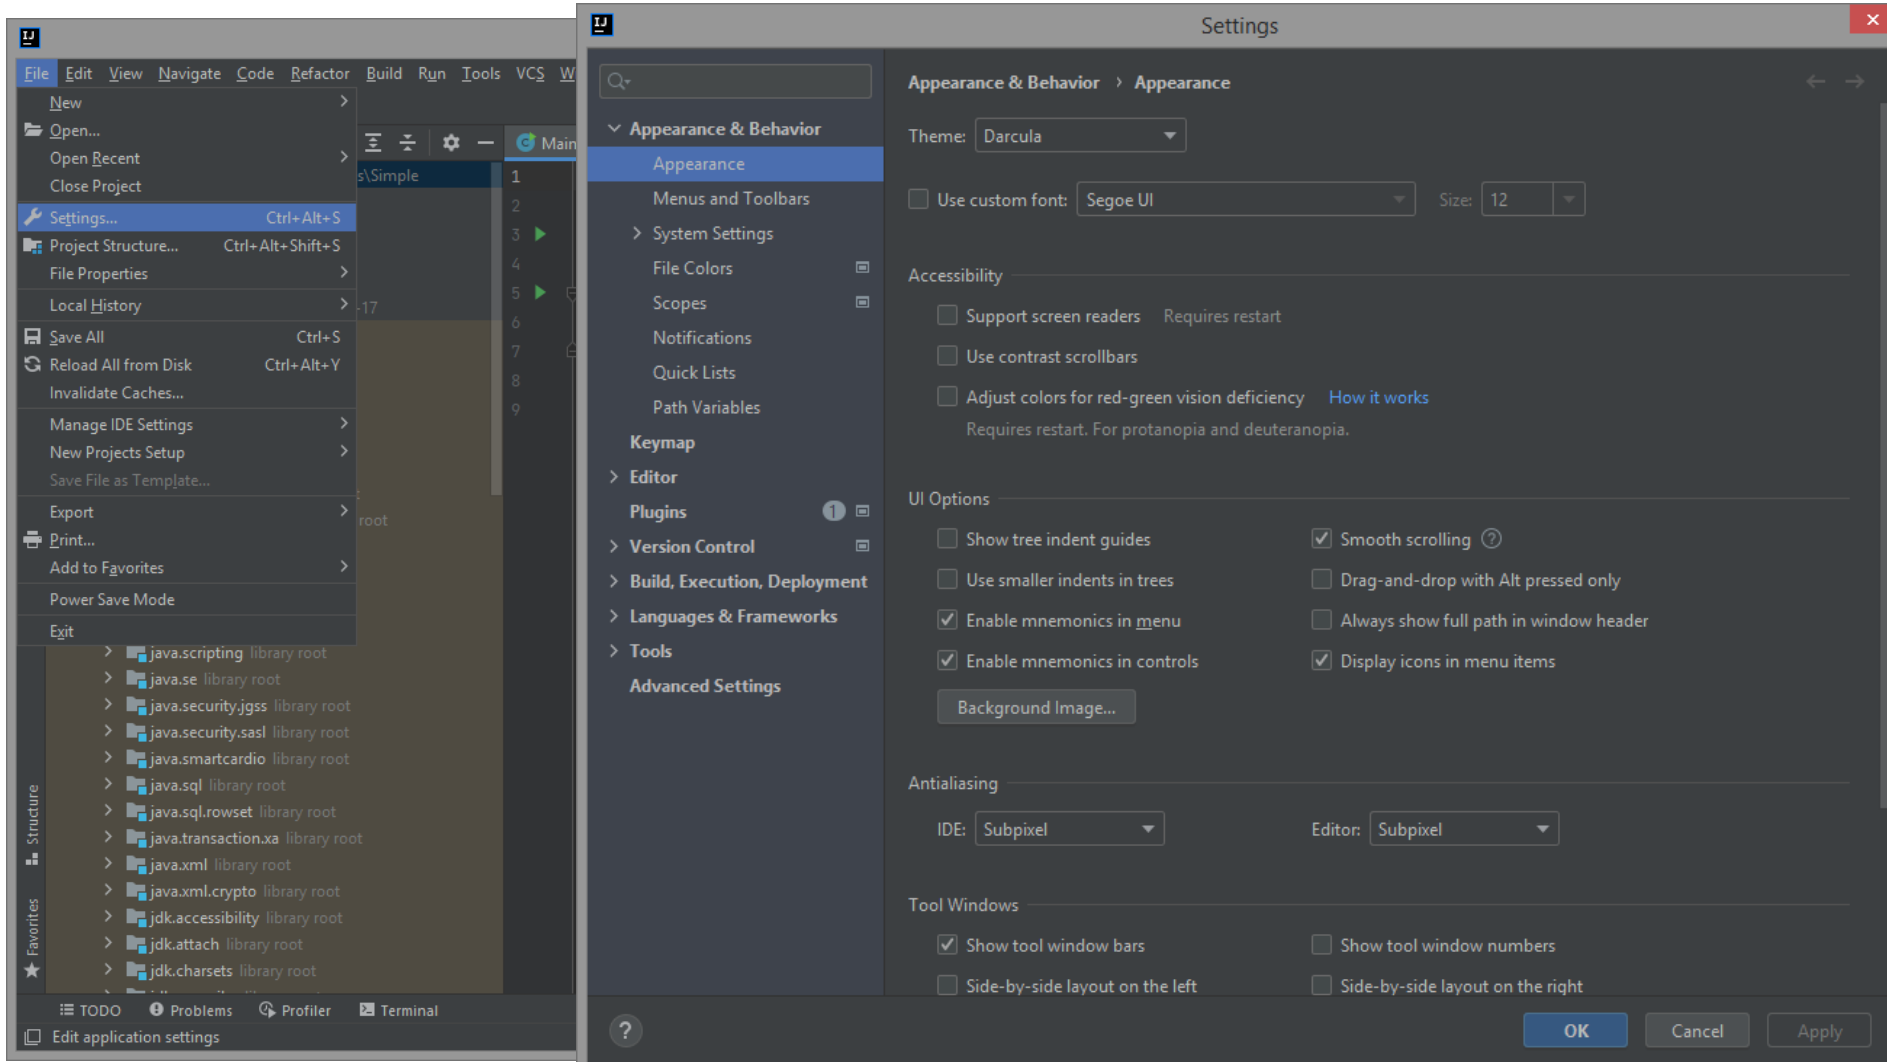 IJ
File Edit View Navigate Code Refactor Build Run Tools VCS W
New
Open...
Open Recent
Close Project
Settings... Ctrl+Alt+S
Project Structure... Ctrl+Alt+Shift+S
File Properties
Local History
Save All Ctrl+S
Reload All from Disk Ctrl+Alt+Y
Invalidate Caches...
Manage IDE Settings
New Projects Setup
Save File as Template...
Export
Print...
Add to Favorites
Power Save Mode
Exit
s\Simple
-17
root
java.scripting library root
java.se library root
java.security.jgss library root
java.security.sasl library root
java.smartcardio library root
java.sql library root
java.sql.rowset library root
java.transaction.xa library root
java.xml library root
java.xml.crypto library root
jdk.accessibility library root
jdk.attach library root
jdk.charsets library root
Structure
Favorites
C Main
1
2
3
4
5
6
7
8
9
TODO Problems Profiler Terminal
Edit application settings
IJ Settings
Appearance & Behavior
Appearance
Menus and Toolbars
System Settings
File Colors
Scopes
Notifications
Quick Lists
Path Variables
Keymap
Editor
Plugins 1
Version Control
Build, Execution, Deployment
Languages & Frameworks
Tools
Advanced Settings
Appearance & Behavior › Appearance
Theme: Darcula
Use custom font: Segoe UI Size: 12
Accessibility
Support screen readers Requires restart
Use contrast scrollbars
Adjust colors for red-green vision deficiency How it works
Requires restart. For protanopia and deuteranopia.
UI Options
Show tree indent guides Smooth scrolling ?
Use smaller indents in trees Drag-and-drop with Alt pressed only
Enable mnemonics in menu Always show full path in window header
Enable mnemonics in controls Display icons in menu items
Background Image...
Antialiasing
IDE: Subpixel Editor: Subpixel
Tool Windows
Show tool window bars Show tool window numbers
Side-by-side layout on the left Side-by-side layout on the right
? OK Cancel Apply